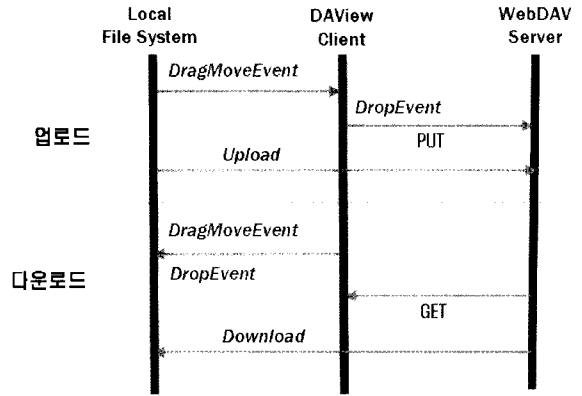 Local
File System
DAView
Client
WebDAV
Server
DragMoveEvent
DropEvent
업로드
PUT
Upload
DragMoveEvent
DropEvent
다운로드
GET
Download